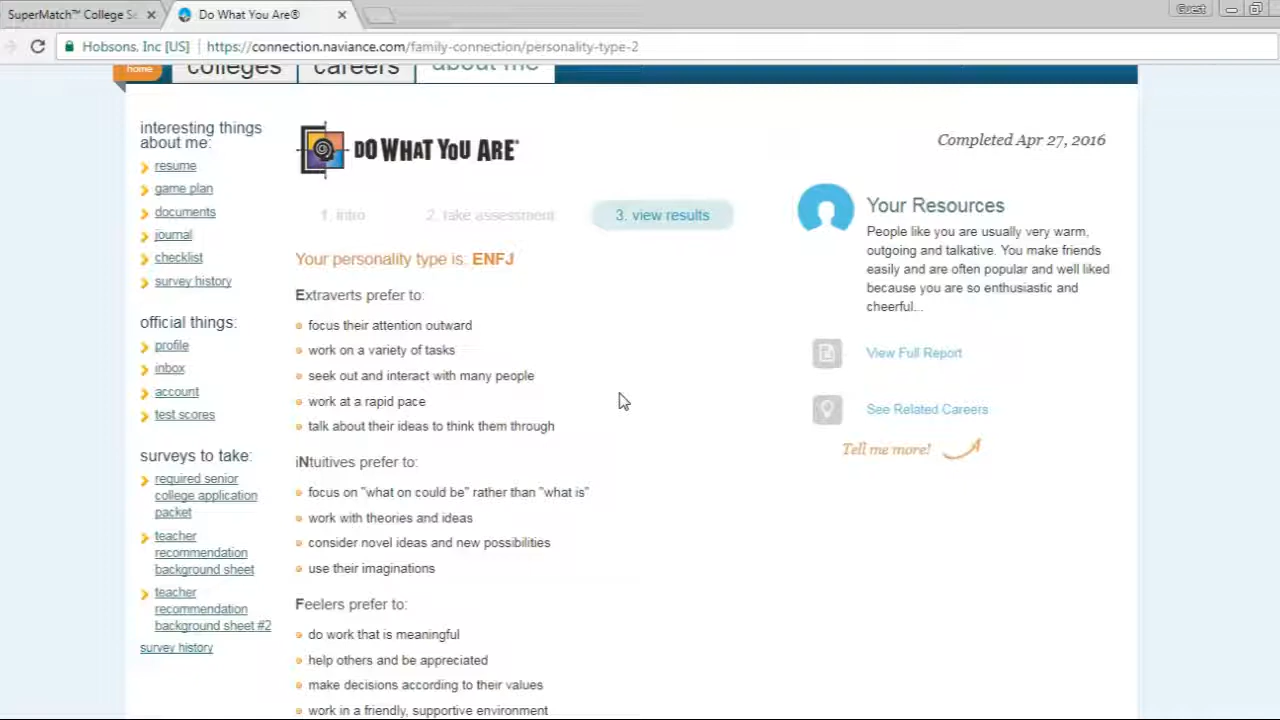 SuperMatch™ College Se
Do What You Are®
Guest
Hobsons, Inc [US]
https://connection.naviance.com/family-connection/personality-type-2
home
colleges
careers
about me
interesting things
about me:
resume
game plan
documents
journal
checklist
survey history
official things:
profile
inbox
account
test scores
surveys to take:
required senior
college application
packet
teacher
recommendation
background sheet
teacher
recommendation
background sheet #2
survey history
DO WHAT YOU ARE®
Completed Apr 27, 2016
1. intro
2. take assessment
3. view results
Your personality type is: ENFJ
Extraverts prefer to:
focus their attention outward
work on a variety of tasks
seek out and interact with many people
work at a rapid pace
talk about their ideas to think them through
iNtuitives prefer to:
focus on "what on could be" rather than "what is"
work with theories and ideas
consider novel ideas and new possibilities
use their imaginations
Feelers prefer to:
do work that is meaningful
help others and be appreciated
make decisions according to their values
work in a friendly, supportive environment
Your Resources
People like you are usually very warm,
outgoing and talkative. You make friends
easily and are often popular and well liked
because you are so enthusiastic and
cheerful...
View Full Report
See Related Careers
Tell me more!